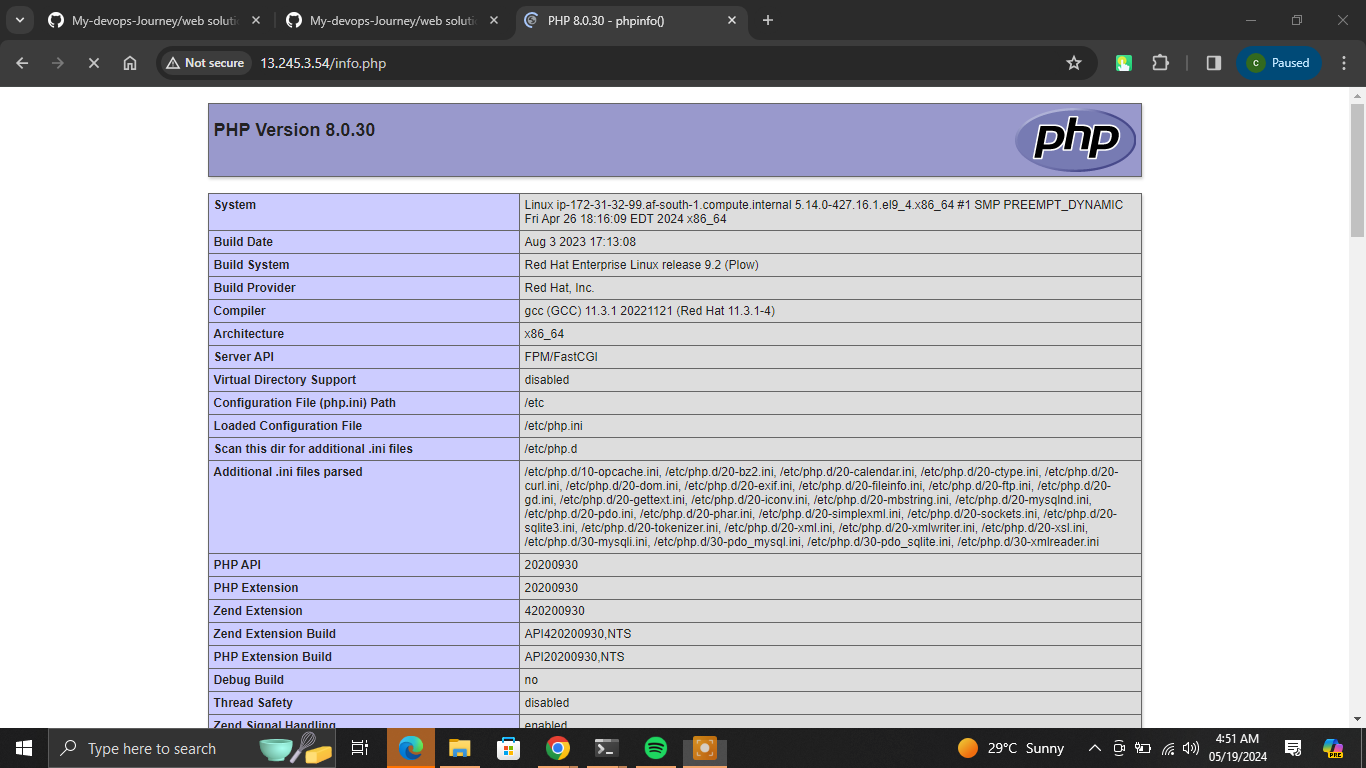 My-devops-Journey/web soluti
My-devops-Journey/web soluti
PHP 8.0.30 - phpinfo()
Not secure
13.245.3.54/info.php
C
Paused
PHP Version 8.0.30
php
System
Linux ip-172-31-32-99.af-south-1.compute.internal 5.14.0-427.16.1.el9_4.x86_64 #1 SMP PREEMPT_DYNAMIC
Fri Apr 26 18:16:09 EDT 2024 x86_64
Build Date
Aug 3 2023 17:13:08
Build System
Red Hat Enterprise Linux release 9.2 (Plow)
Build Provider
Red Hat, Inc.
Compiler
gcc (GCC) 11.3.1 20221121 (Red Hat 11.3.1-4)
Architecture
x86_64
Server API
FPM/FastCGI
Virtual Directory Support
disabled
Configuration File (php.ini) Path
/etc
Loaded Configuration File
/etc/php.ini
Scan this dir for additional .ini files
/etc/php.d
Additional .ini files parsed
/etc/php.d/10-opcache.ini, /etc/php.d/20-bz2.ini, /etc/php.d/20-calendar.ini, /etc/php.d/20-ctype.ini, /etc/php.d/20-
curl.ini, /etc/php.d/20-dom.ini, /etc/php.d/20-exif.ini, /etc/php.d/20-fileinfo.ini, /etc/php.d/20-ftp.ini, /etc/php.d/20-
gd.ini, /etc/php.d/20-gettext.ini, /etc/php.d/20-iconv.ini, /etc/php.d/20-mbstring.ini, /etc/php.d/20-mysqlnd.ini,
/etc/php.d/20-pdo.ini, /etc/php.d/20-phar.ini, /etc/php.d/20-simplexml.ini, /etc/php.d/20-sockets.ini, /etc/php.d/20-
sqlite3.ini, /etc/php.d/20-tokenizer.ini, /etc/php.d/20-xml.ini, /etc/php.d/20-xmlwriter.ini, /etc/php.d/20-xsl.ini,
/etc/php.d/30-mysqli.ini, /etc/php.d/30-pdo_mysql.ini, /etc/php.d/30-pdo_sqlite.ini, /etc/php.d/30-xmlreader.ini
PHP API
20200930
PHP Extension
20200930
Zend Extension
420200930
Zend Extension Build
API420200930,NTS
PHP Extension Build
API20200930,NTS
Debug Build
no
Thread Safety
disabled
Zend Signal Handling
enabled
Type here to search
29°C Sunny
4:51 AM
05/19/2024
PRE